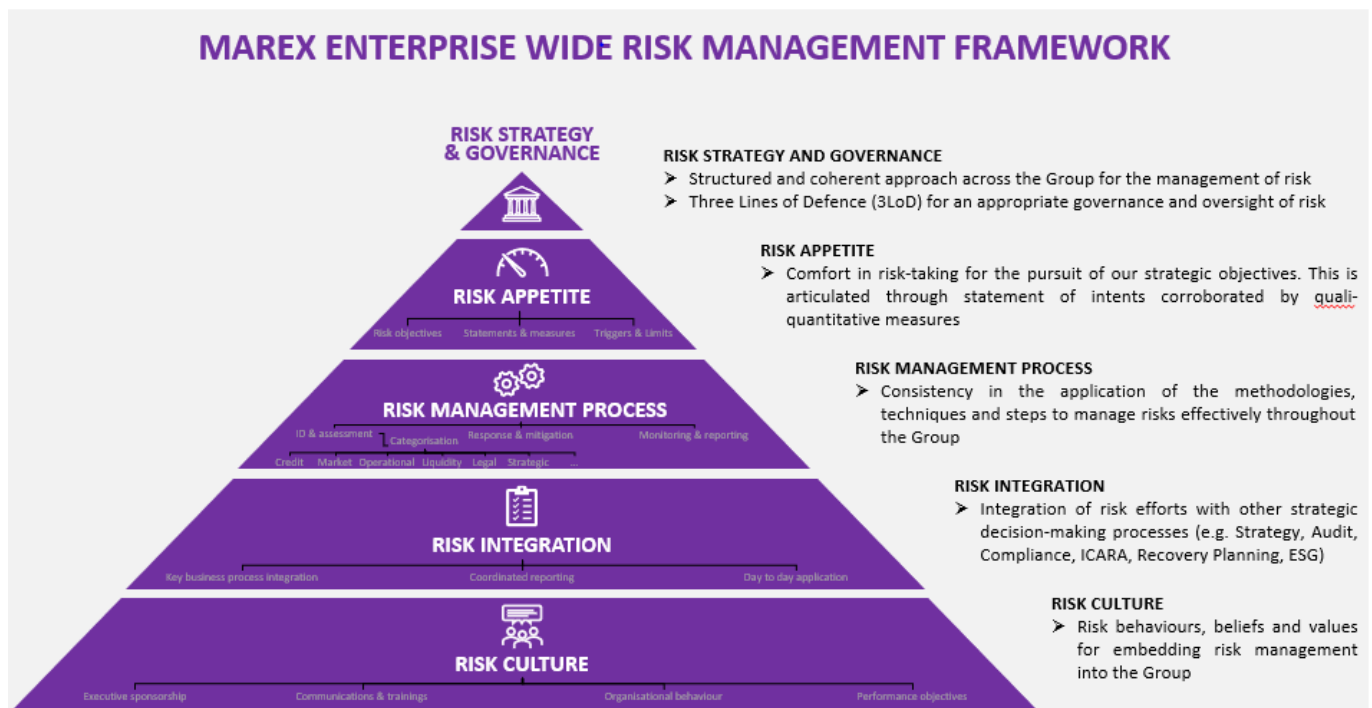 MAREX ENTERPRISE WIDE RISK MANAGEMENT FRAMEWORK
RISK STRATEGY
& GOVERNANCE
RISK APPETITE
Risk objectives Statements & measures Triggers & Limits
RISK MANAGEMENT PROCESS
ID & assessment Categorisation Response & mitigation Monitoring & reporting
Credit Market Operational Liquidity Legal Strategic ...
RISK INTEGRATION
Key business process integration Coordinated reporting Day to day application
RISK CULTURE
Executive sponsorship Communications & trainings Organisational behaviour Performance objectives
RISK STRATEGY AND GOVERNANCE
➢ Structured and coherent approach across the Group for the management of risk
➢ Three Lines of Defence (3LoD) for an appropriate governance and oversight of risk
RISK APPETITE
➢ Comfort in risk-taking for the pursuit of our strategic objectives. This is
articulated through statement of intents corroborated by quali-
quantitative measures
RISK MANAGEMENT PROCESS
➢ Consistency in the application of the methodologies,
techniques and steps to manage risks effectively throughout
the Group
RISK INTEGRATION
➢ Integration of risk efforts with other strategic
decision-making processes (e.g. Strategy, Audit,
Compliance, ICARA, Recovery Planning, ESG)
RISK CULTURE
➢ Risk behaviours, beliefs and values
for embedding risk management
into the Group